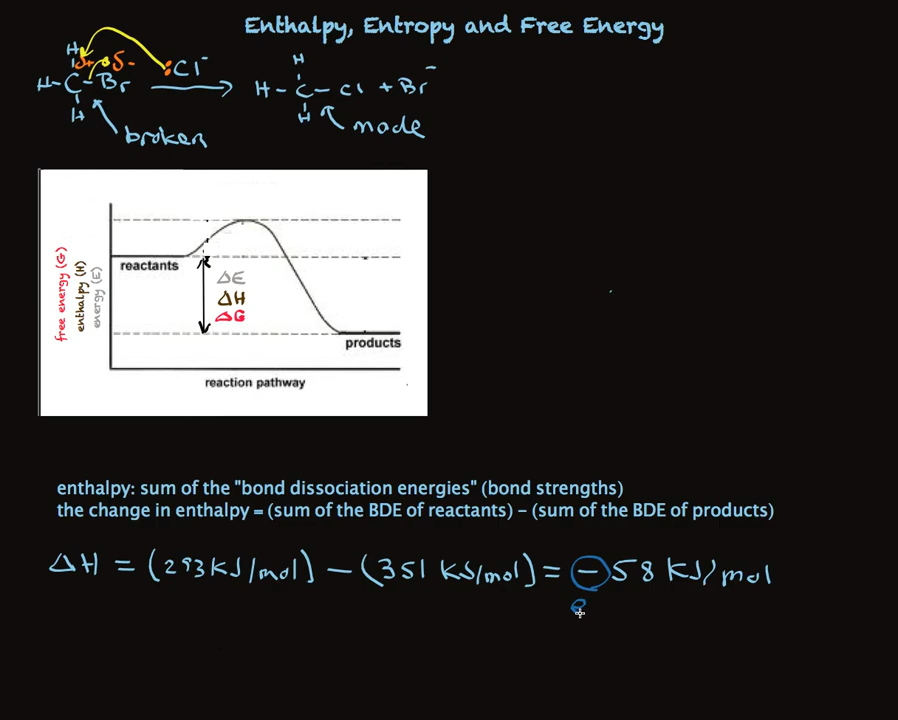 Enthalpy, Entropy and Free Energy
H H
δ+ δ- :Cl⁻
H-C-Br → H-C-Cl + Br⁻
H H
broken made
free energy (G)
enthalpy (H)
energy (E)
reactants
ΔE
ΔH
ΔG
products
reaction pathway
enthalpy: sum of the "bond dissociation energies" (bond strengths)
the change in enthalpy = (sum of the BDE of reactants) – (sum of the BDE of products)
ΔH = (293 KJ/mol) – (351 KJ/mol) = -58 KJ/mol